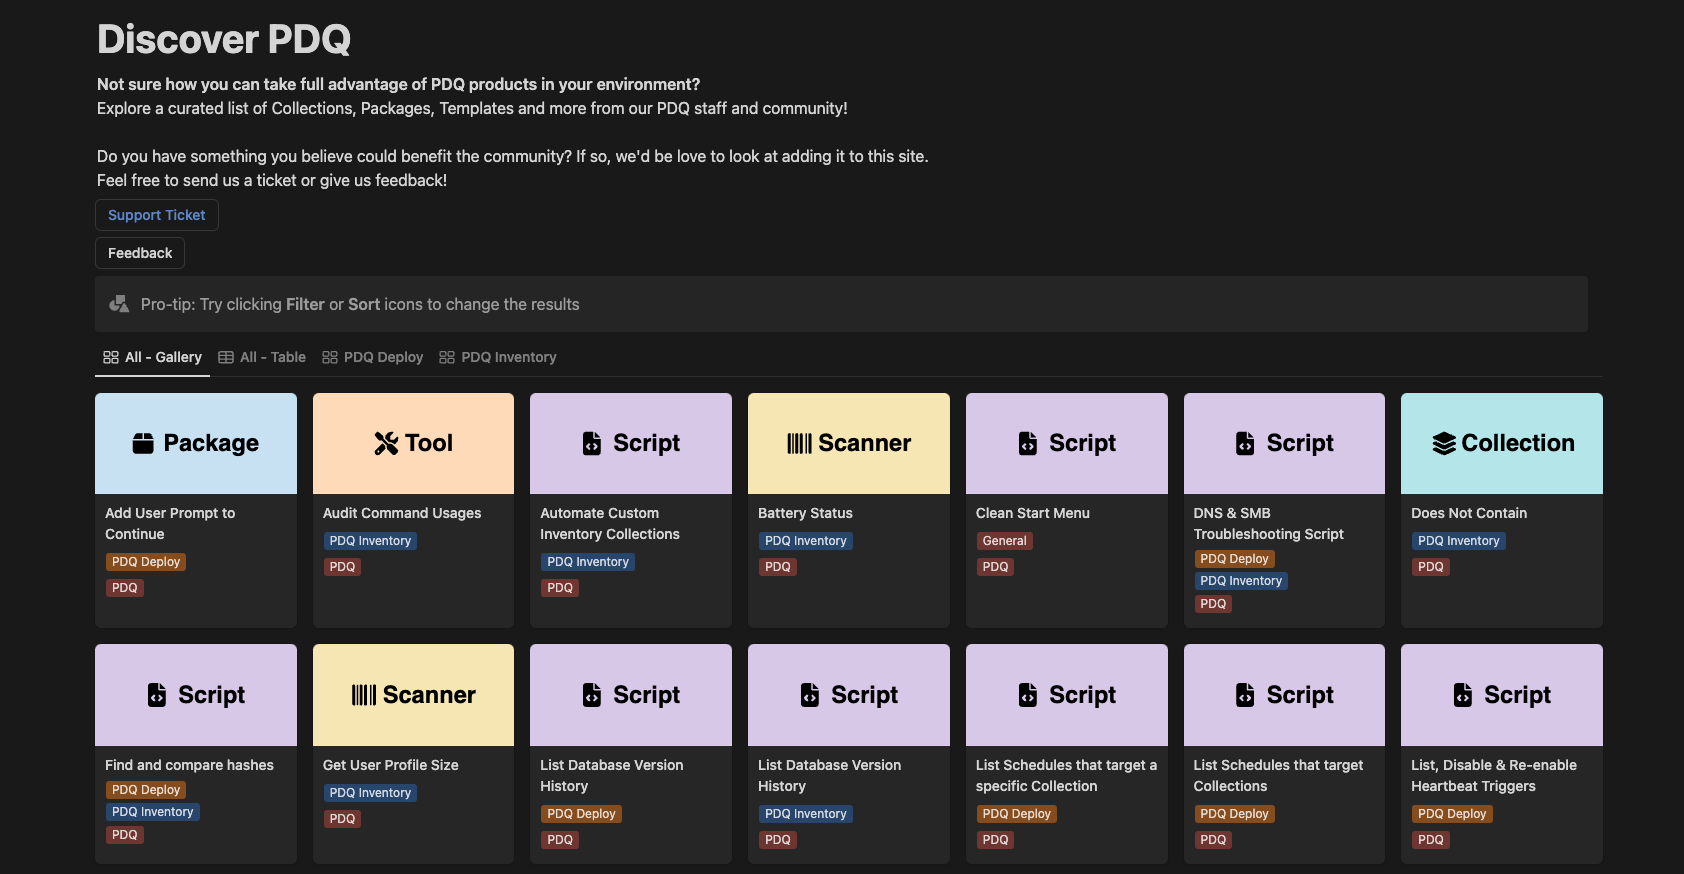 Discover PDQ
Not sure how you can take full advantage of PDQ products in your environment?
Explore a curated list of Collections, Packages, Templates and more from our PDQ staff and community!
Do you have something you believe could benefit the community? If so, we'd be love to look at adding it to this site.
Feel free to send us a ticket or give us feedback!
Support Ticket
Feedback
Pro-tip: Try clicking Filter or Sort icons to change the results
All - Gallery All - Table PDQ Deploy PDQ Inventory
Package
Add User Prompt to
Continue
PDQ Deploy
PDQ
Tool
Audit Command Usages
PDQ Inventory
PDQ
Script
Automate Custom
Inventory Collections
PDQ Inventory
PDQ
Scanner
Battery Status
PDQ Inventory
PDQ
Script
Clean Start Menu
General
PDQ
Script
DNS & SMB
Troubleshooting Script
PDQ Deploy
PDQ Inventory
PDQ
Collection
Does Not Contain
PDQ Inventory
PDQ
Script
Find and compare hashes
PDQ Deploy
PDQ Inventory
PDQ
Scanner
Get User Profile Size
PDQ Inventory
PDQ
Script
List Database Version
History
PDQ Deploy
PDQ
Script
List Database Version
History
PDQ Inventory
PDQ
Script
List Schedules that target a
specific Collection
PDQ Deploy
PDQ
Script
List Schedules that target
Collections
PDQ Deploy
PDQ
Script
List, Disable & Re-enable
Heartbeat Triggers
PDQ Deploy
PDQ